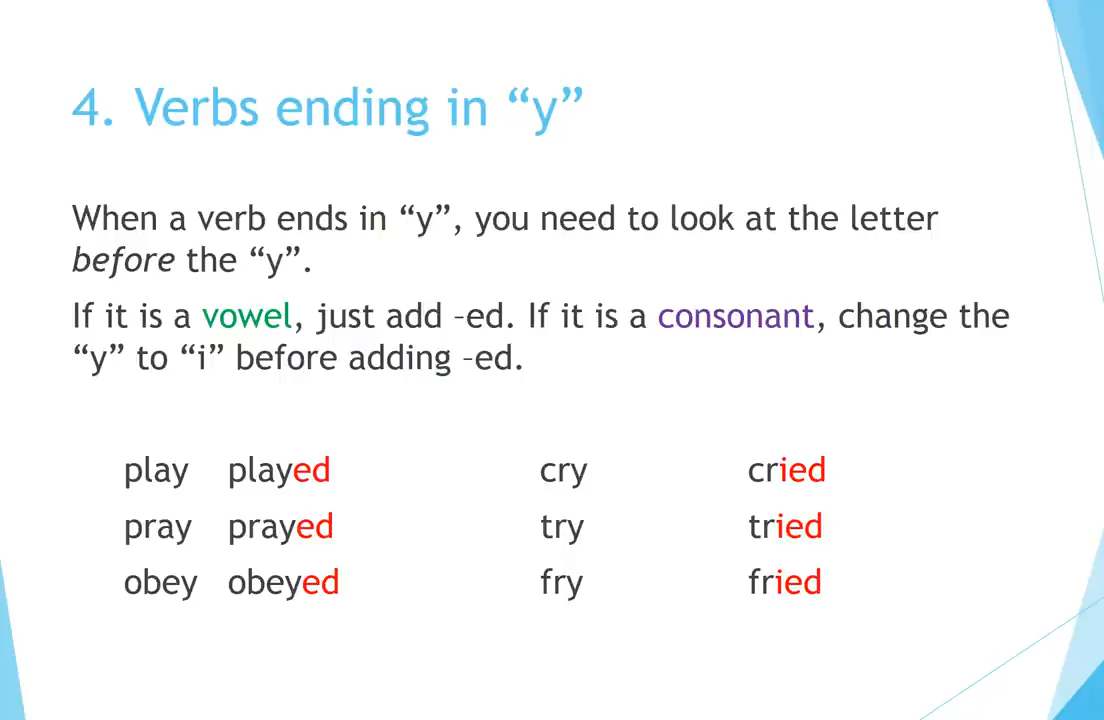 4. Verbs ending in “y”
When a verb ends in “y”, you need to look at the letter
before the “y”.
If it is a vowel, just add –ed. If it is a consonant, change the
“y” to “i” before adding –ed.
play played cry cried
pray prayed try tried
obey obeyed fry fried